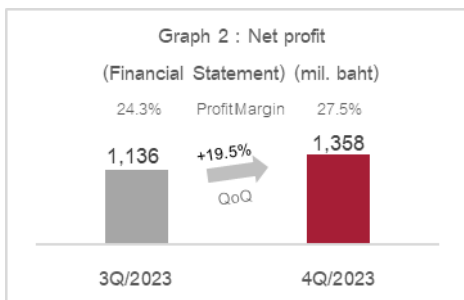 Graph 2 : Net profit
(Financial Statement) (mil. baht)
24.3% ProfitMargin 27.5%
1,136 +19.5% 1,358
QoQ
3Q/2023 4Q/2023